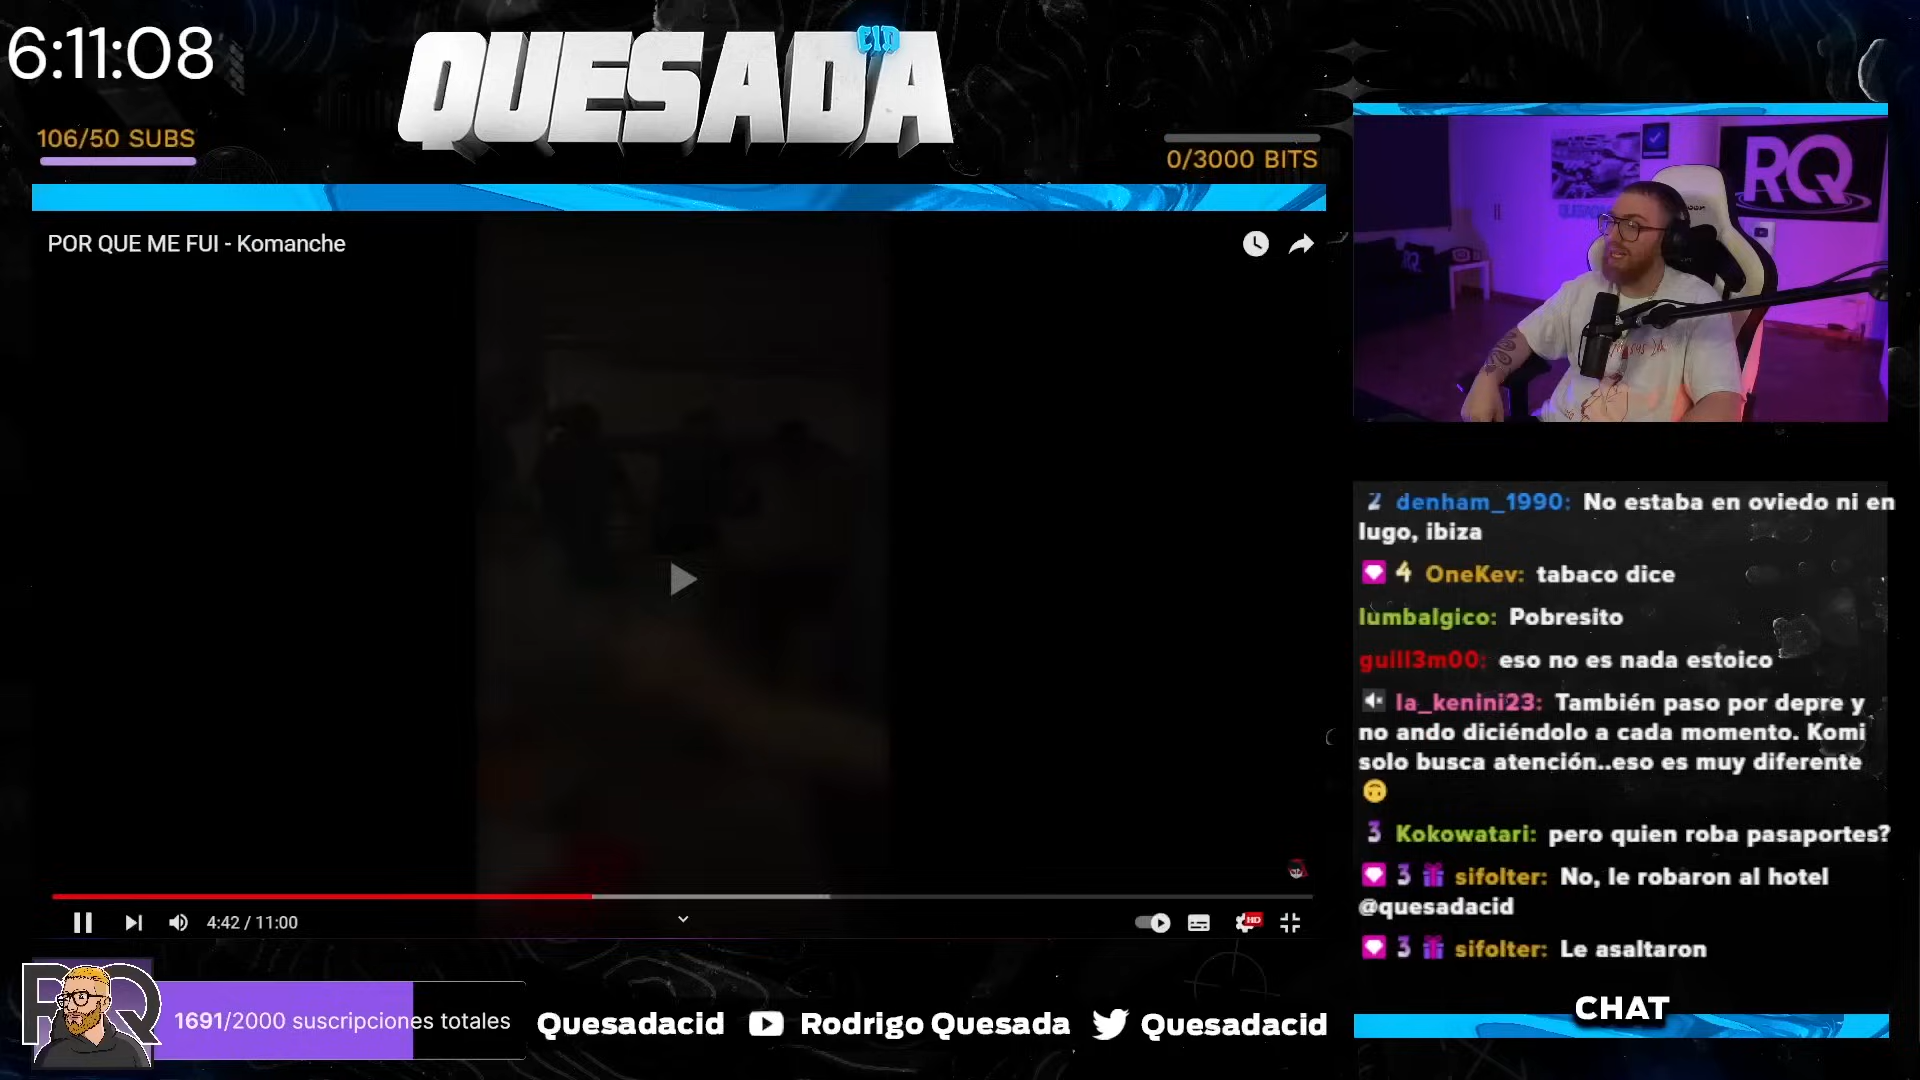 6:11:08
QUESADA
CID
106/50 SUBS
0/3000 BITS
POR QUE ME FUI - Komanche
RQ
denham_1990: No estaba en oviedo ni en
lugo, ibiza
4 OneKev: tabaco dice
lumbalgico: Pobresito
guill3m00: eso no es nada estoico
la_kenini23: También paso por depre y
no ando diciéndolo a cada momento. Komi
solo busca atención..eso es muy diferente
3 Kokowatari: pero quien roba pasaportes?
3 sifolter: No, le robaron al hotel
@quesadacid
3 sifolter: Le asaltaron
4:42 / 11:00
HD
CHAT
1691/2000 suscripciones totales
Quesadacid
Rodrigo Quesada
Quesadacid